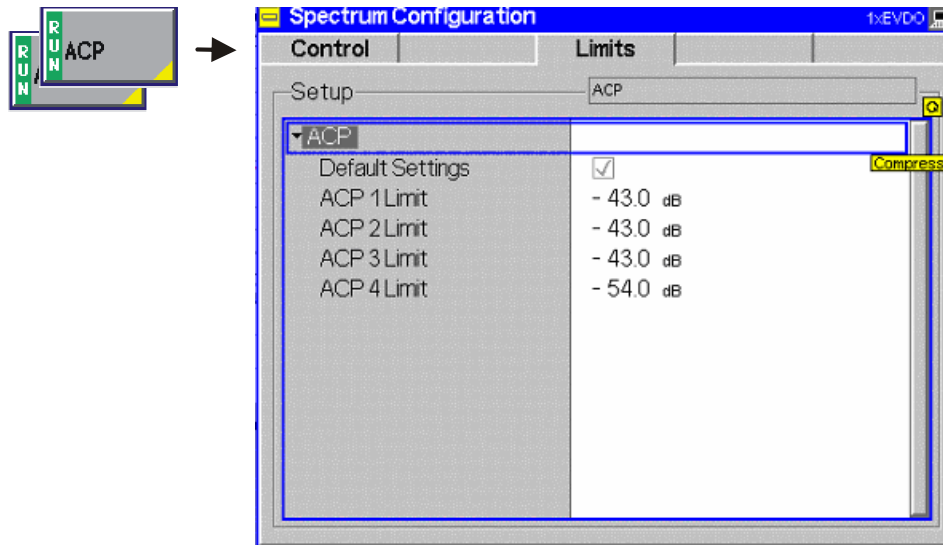 RUN ACP
RUN
Spectrum Configuration 1xEVDO
Control Limits
Setup ACP
ACP
Compress
Default Settings
ACP 1 Limit - 43.0 dB
ACP 2 Limit - 43.0 dB
ACP 3 Limit - 43.0 dB
ACP 4 Limit - 54.0 dB